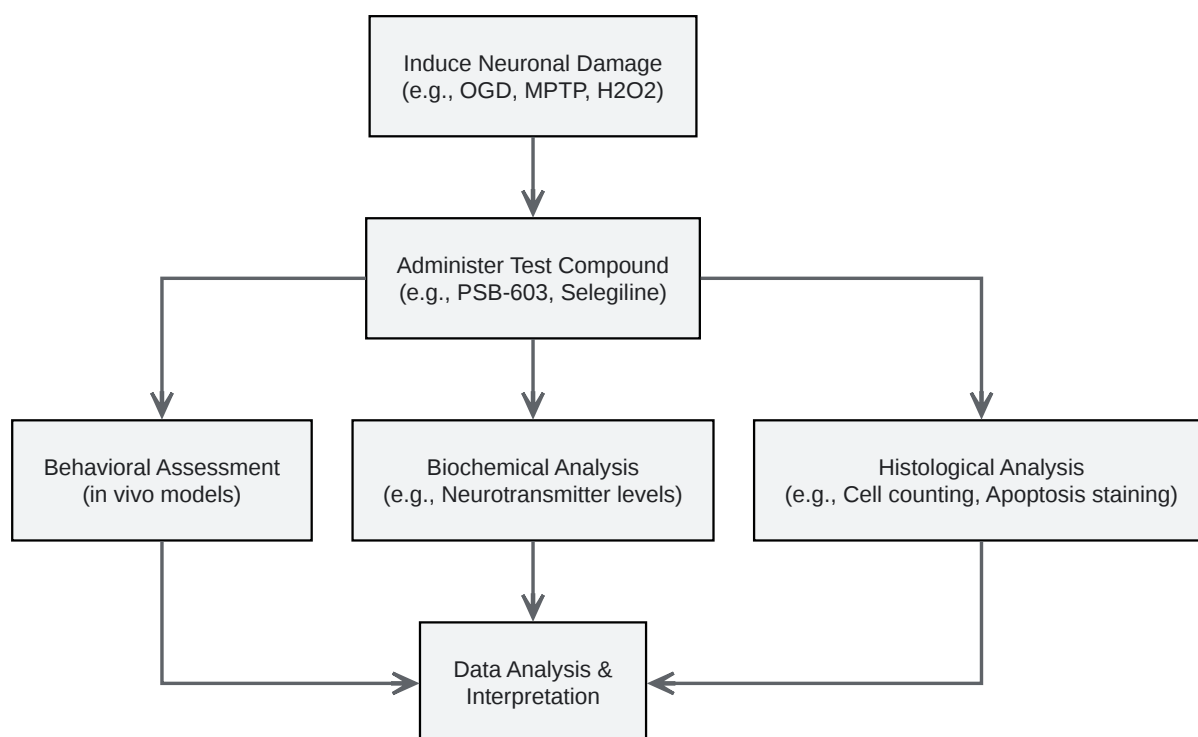 Induce Neuronal Damage
(e.g., OGD, MPTP, H2O2)
Administer Test Compound
(e.g., PSB-603, Selegiline)
Behavioral Assessment
(in vivo models)
Biochemical Analysis
(e.g., Neurotransmitter levels)
Histological Analysis
(e.g., Cell counting, Apoptosis staining)
Data Analysis &
Interpretation